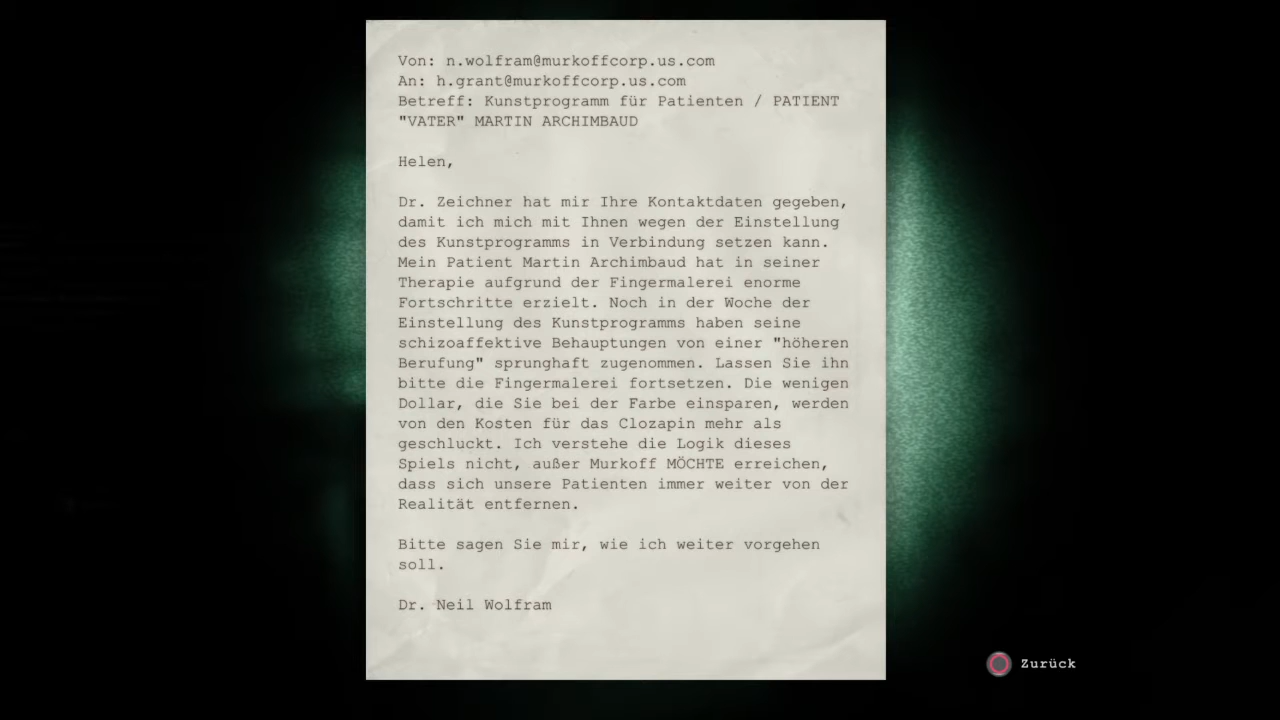 Von: n.wolfram@murkoffcorp.us.com
An: h.grant@murkoffcorp.us.com
Betreff: Kunstprogramm für Patienten / PATIENT
"VATER" MARTIN ARCHIMBAUD
Helen,
Dr. Zeichner hat mir Ihre Kontaktdaten gegeben,
damit ich mich mit Ihnen wegen der Einstellung
des Kunstprogramms in Verbindung setzen kann.
Mein Patient Martin Archimbaud hat in seiner
Therapie aufgrund der Fingermalerei enorme
Fortschritte erzielt. Noch in der Woche der
Einstellung des Kunstprogramms haben seine
schizoaffektive Behauptungen von einer "höheren
Berufung" sprunghaft zugenommen. Lassen Sie ihn
bitte die Fingermalerei fortsetzen. Die wenigen
Dollar, die Sie bei der Farbe einsparen, werden
von den Kosten für das Clozapin mehr als
geschluckt. Ich verstehe die Logik dieses
Spiels nicht, außer Murkoff MÖCHTE erreichen,
dass sich unsere Patienten immer weiter von der
Realität entfernen.
Bitte sagen Sie mir, wie ich weiter vorgehen
soll.
Dr. Neil Wolfram
Zurück